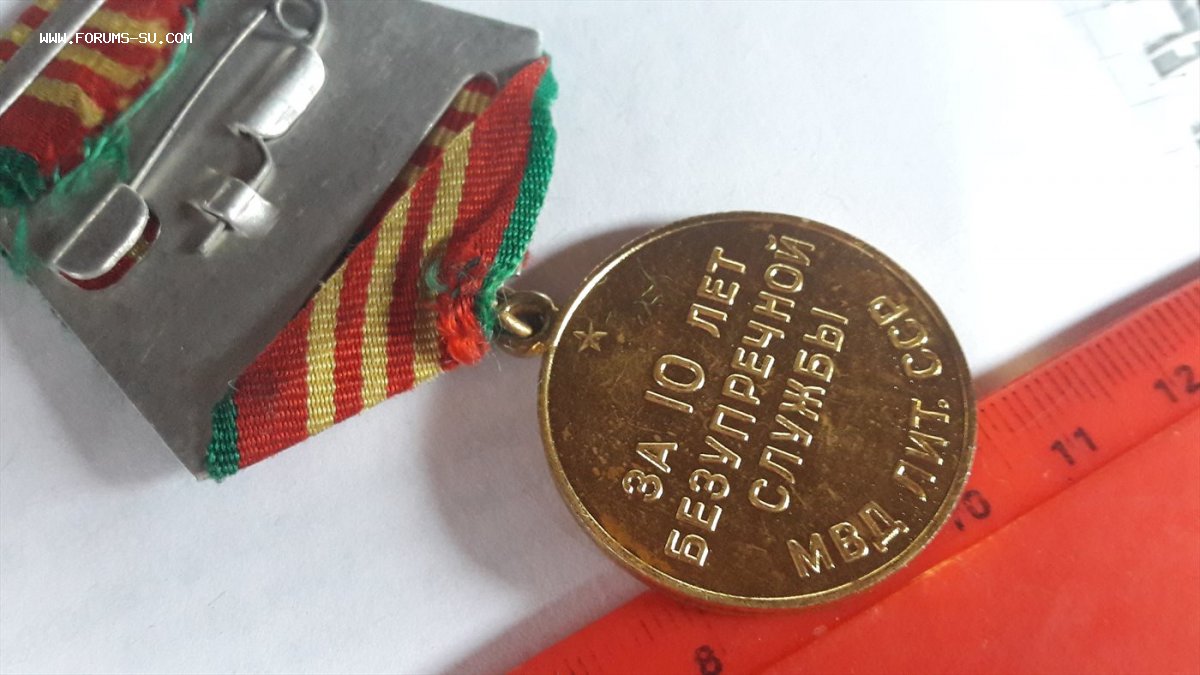 WWW.FORUMS-SU.COM
ЗА 10 ЛЕТ
БЕЗУПРЕЧНОЙ
СЛУЖБЫ
МВД ЛИТ. ССР
8
10
11
12